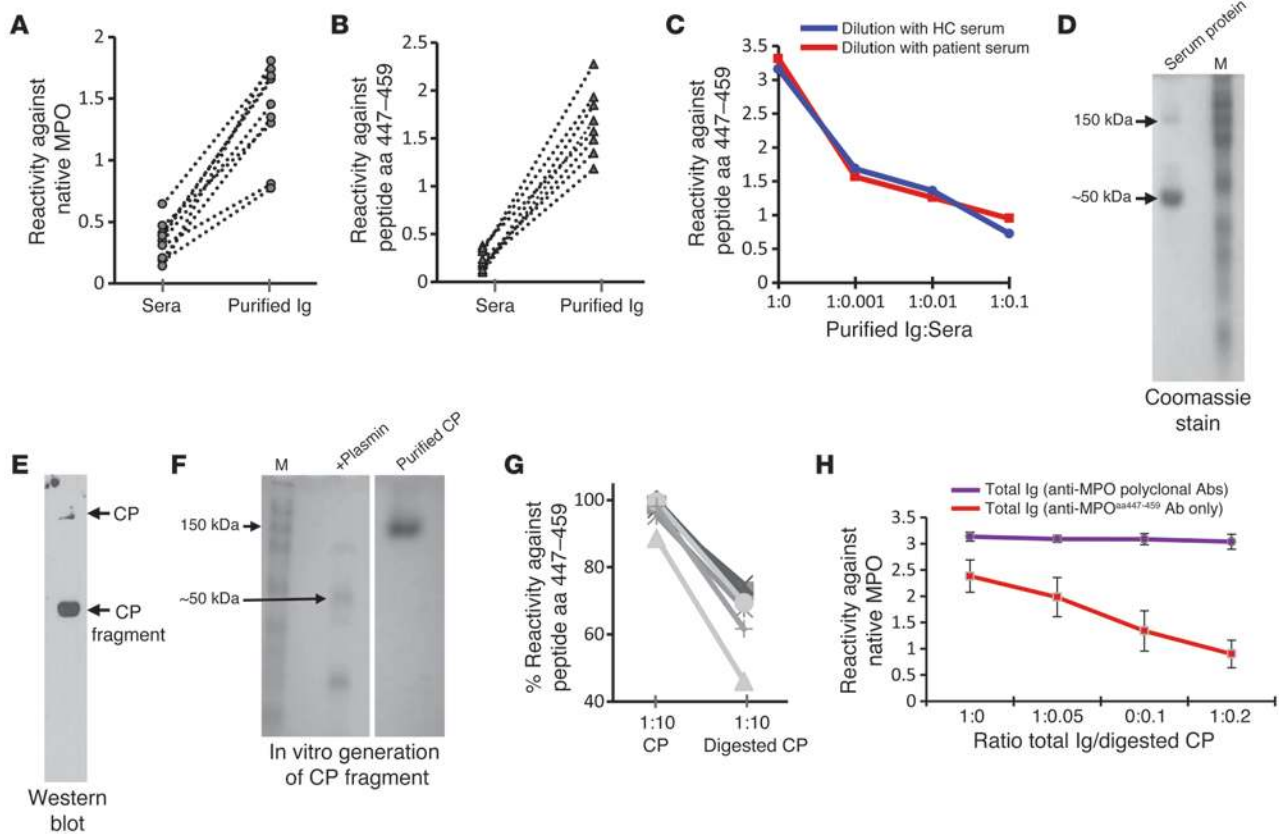 A
Reactivity against
native MPO
2
1.5
1
0.5
0
Sera
Purified Ig
B
Reactivity against
peptide aa 447–459
2.5
2
1.5
1
0.5
0
Sera
Purified Ig
C
Dilution with HC serum
Dilution with patient serum
Reactivity against
peptide aa 447–459
3.5
3
2.5
2
1.5
1
0.5
0
1:0
1:0.001
1:0.01
1:0.1
Purified Ig:Sera
D
Serum protein
M
150 kDa
~50 kDa
Coomassie
stain
E
CP
CP
fragment
Western
blot
F
M
+Plasmin
Purified CP
150 kDa
~50 kDa
In vitro generation
of CP fragment
G
% Reactivity against
peptide aa 447–459
100
80
60
40
1:10
CP
1:10
Digested CP
H
Total Ig (anti-MPO polyclonal Abs)
Total Ig (anti-MPOaa447-459 Ab only)
Reactivity against
native MPO
3.5
3
2.5
2
1.5
1
0.5
0
1:0
1:0.05
0:0.1
1:0.2
Ratio total Ig/digested CP